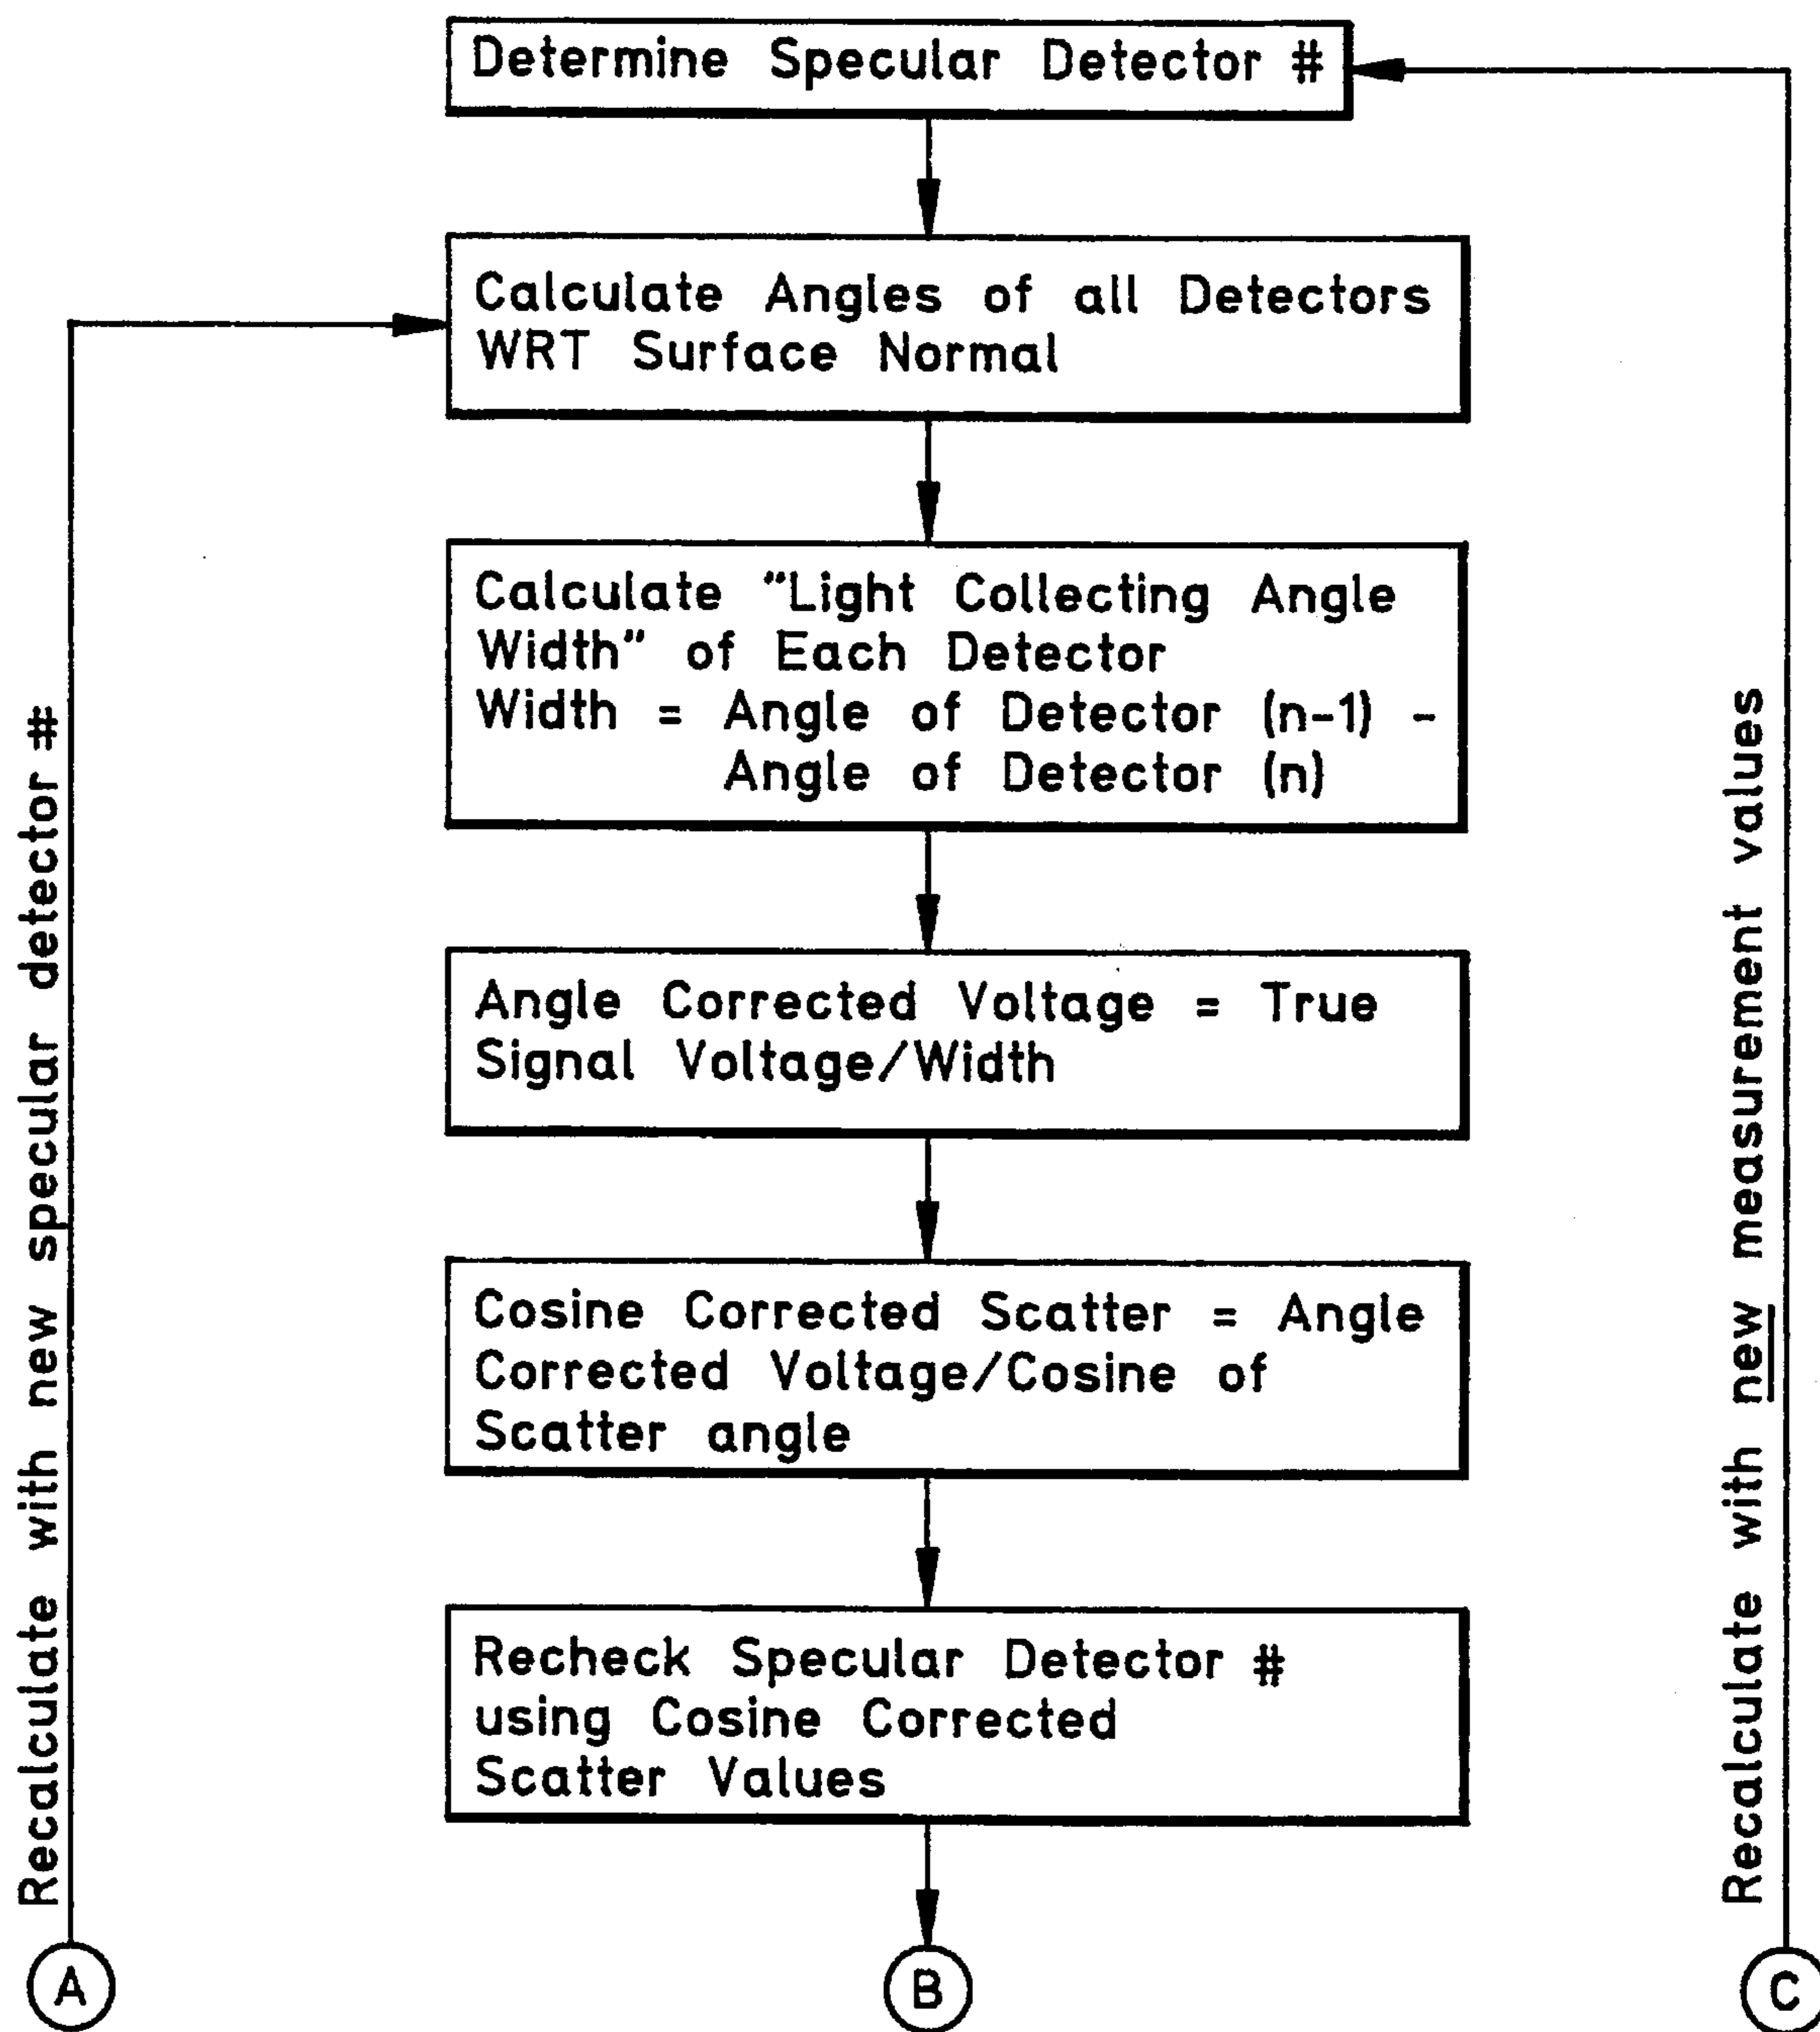 Determine Specular Detector #
Calculate Angles of all Detectors
WRT Surface Normal
Calculate "Light Collecting Angle
Width" of Each Detector
Width = Angle of Detector (n-1) -
Angle of Detector (n)
Angle Corrected Voltage = True
Signal Voltage/Width
Cosine Corrected Scatter = Angle
Corrected Voltage/Cosine of
Scatter angle
Recheck Specular Detector #
using Cosine Corrected
Scatter Values
Recalculate with new specular detector #
Recalculate with new measurement values
A
B
C